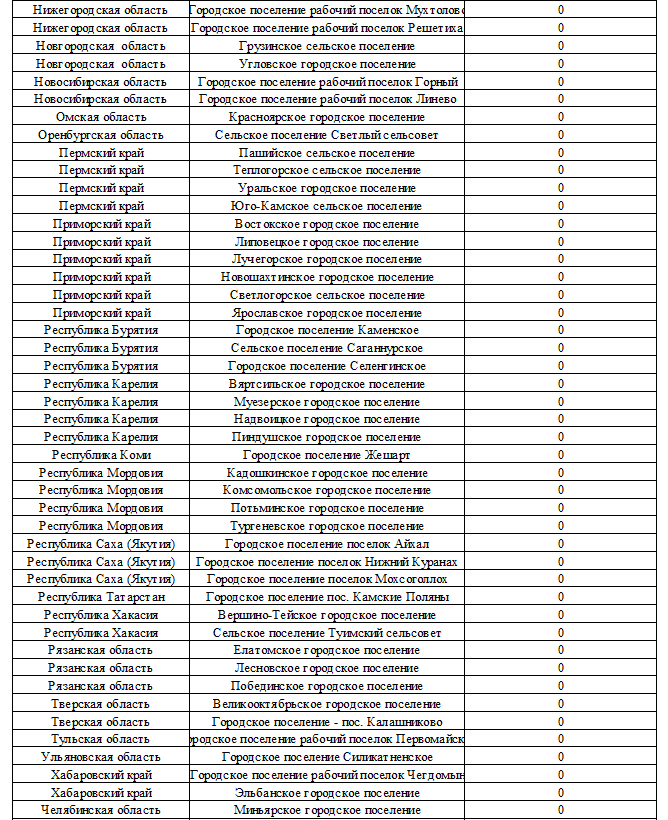 Нижегородская область Городское поселение рабочий поселок Мухтолово 0
Нижегородская область Городское поселение рабочий поселок Решетиха 0
Новгородская область Грузинское сельское поселение 0
Новгородская область Угловское городское поселение 0
Новосибирская область Городское поселение рабочий поселок Горный 0
Новосибирская область Городское поселение рабочий поселок Линево 0
Омская область Красноярское городское поселение 0
Оренбургская область Сельское поселение Светлый сельсовет 0
Пермский край Пашийское сельское поселение 0
Пермский край Теплогорское сельское поселение 0
Пермский край Уральское городское поселение 0
Пермский край Юго-Камское сельское поселение 0
Приморский край Востокское городское поселение 0
Приморский край Липовецкое городское поселение 0
Приморский край Лучегорское городское поселение 0
Приморский край Новошахтинское городское поселение 0
Приморский край Светлогорское сельское поселение 0
Приморский край Ярославское городское поселение 0
Республика Бурятия Городское поселение Каменское 0
Республика Бурятия Сельское поселение Саганнурское 0
Республика Бурятия Городское поселение Селенгинское 0
Республика Карелия Вяртсильское городское поселение 0
Республика Карелия Муезерское городское поселение 0
Республика Карелия Надвоицкое городское поселение 0
Республика Карелия Пиндушское городское поселение 0
Республика Коми Городское поселение Жешарт 0
Республика Мордовия Кадошкинское городское поселение 0
Республика Мордовия Комсомольское городское поселение 0
Республика Мордовия Потьминское городское поселение 0
Республика Мордовия Тургеневское городское поселение 0
Республика Саха (Якутия) Городское поселение поселок Айхал 0
Республика Саха (Якутия) Городское поселение поселок Нижний Куранах 0
Республика Саха (Якутия) Городское поселение поселок Мохсоголлох 0
Республика Татарстан Городское поселение пос. Камские Поляны 0
Республика Хакасия Вершино-Тейское городское поселение 0
Республика Хакасия Сельское поселение Туимский сельсовет 0
Рязанская область Елатомское городское поселение 0
Рязанская область Лесновское городское поселение 0
Рязанская область Побединское городское поселение 0
Тверская область Великооктябрьское городское поселение 0
Тверская область Городское поселение - пос. Калашниково 0
Тульская область ородское поселение рабочий поселок Первомайск 0
Ульяновская область Городское поселение Силикатненское 0
Хабаровский край Городское поселение рабочий поселок Чегдомын 0
Хабаровский край Эльбанское городское поселение 0
Челябинская область Миньярское городское поселение 0